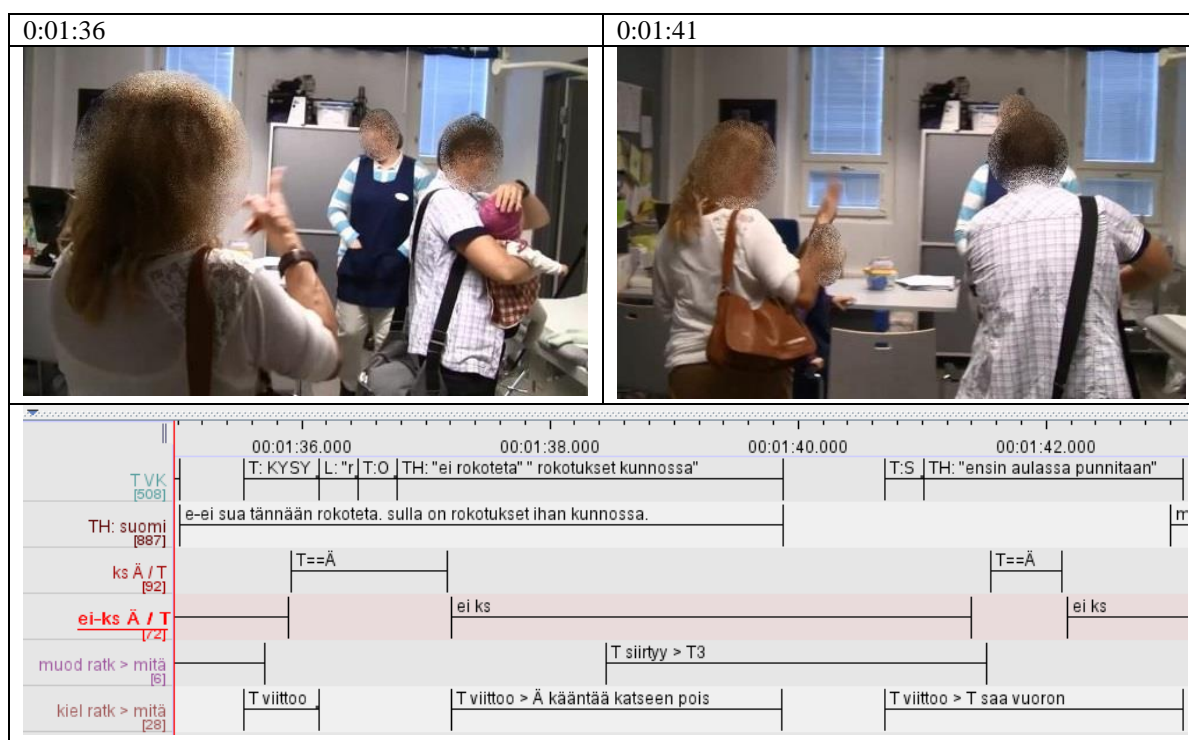 0:01:36
0:01:41
00:01:36.000 00:01:38.000 00:01:40.000 00:01:42.000
T VK [508] T: KYSY L: "r T:O TH: "ei rokoteta" " rokotukset kunnossa" T:S TH: "ensin aulassa punnitaan"
TH: suomi [887] e-ei sua tännään rokoteta. sulla on rokotukset ihan kunnossa. m
ks Ä / T [92] T==Ä T==Ä
ei-ks Ä / T [72] ei ks ei ks
muod ratk > mitä [6] T siirtyy > T3
kiel ratk > mitä [28] T viittoo T viittoo > Ä kääntää katseen pois T viittoo > T saa vuoron